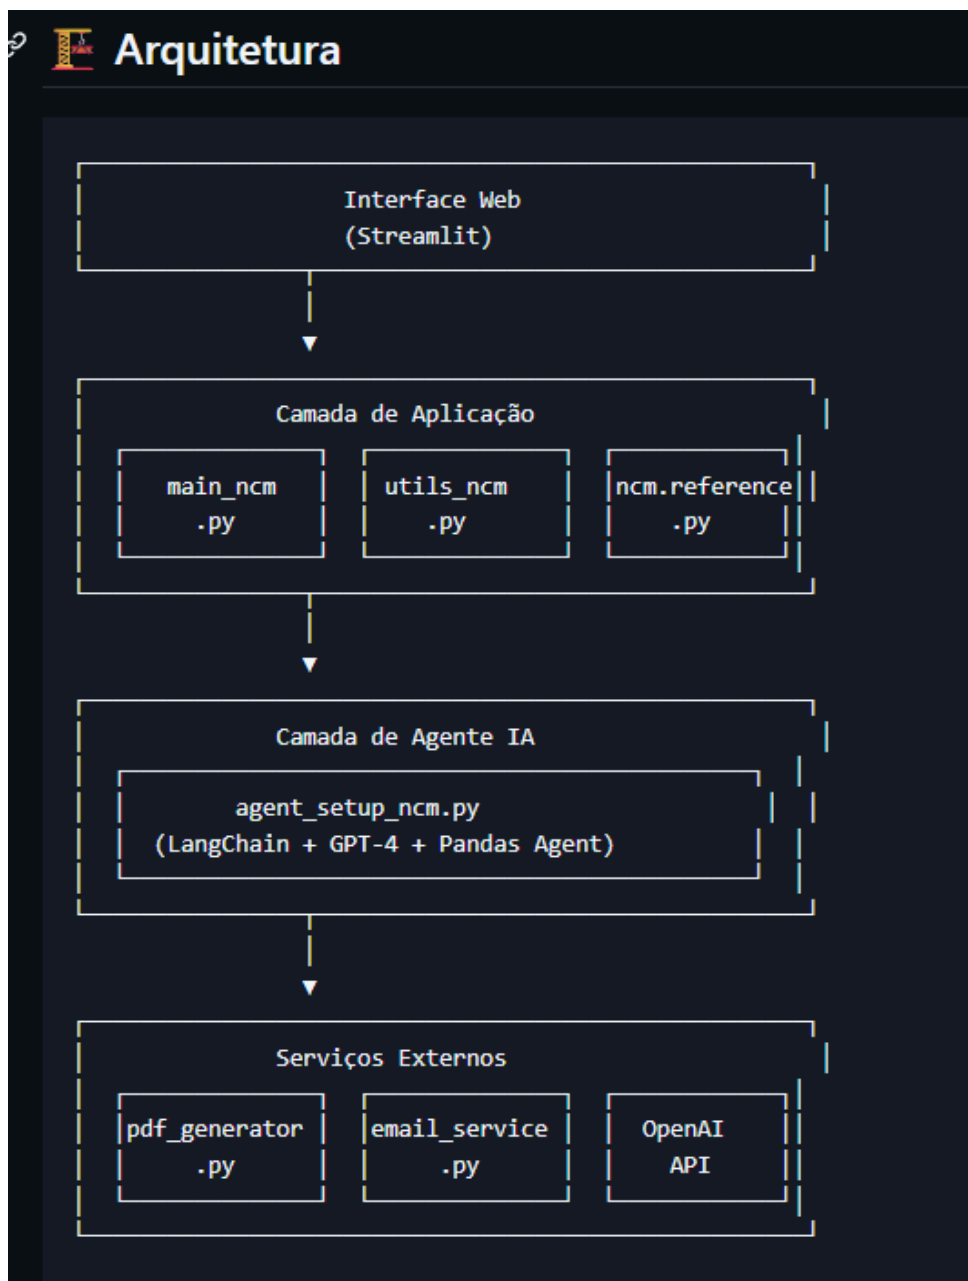 Arquitetura
Interface Web
(Streamlit)
Camada de Aplicação
main_ncm utils_ncm ncm.reference
.py .py .py
Camada de Agente IA
agent_setup_ncm.py
(LangChain + GPT-4 + Pandas Agent)
Serviços Externos
pdf_generator email_service OpenAI
.py .py API